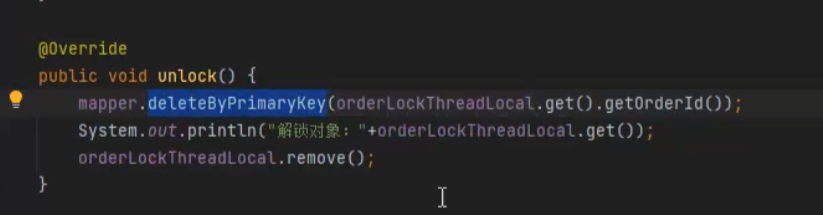 @Override
public void unlock() {
mapper.deleteByPrimaryKey(orderLockThreadLocal.get().getOrderId());
System.out.println("解锁对象："+orderLockThreadLocal.get());
orderLockThreadLocal.remove();
}